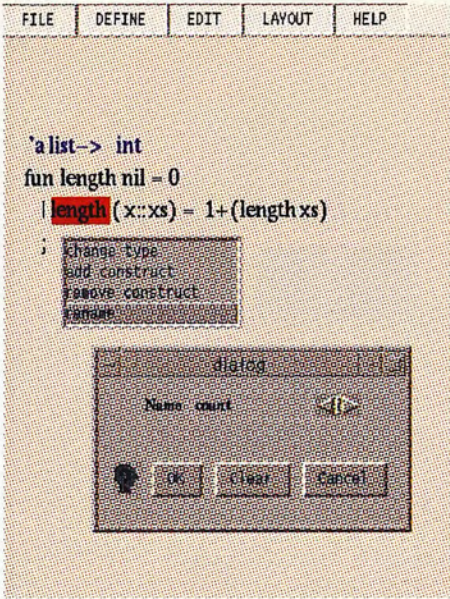 FILE DEFINE EDIT LAYOUT HELP
`a list–> int
fun length nil = 0
| length (x::xs) = 1+(length xs)
;
change type
add construct
remove construct
rename
dialog
Name count
OK Clear Cancel